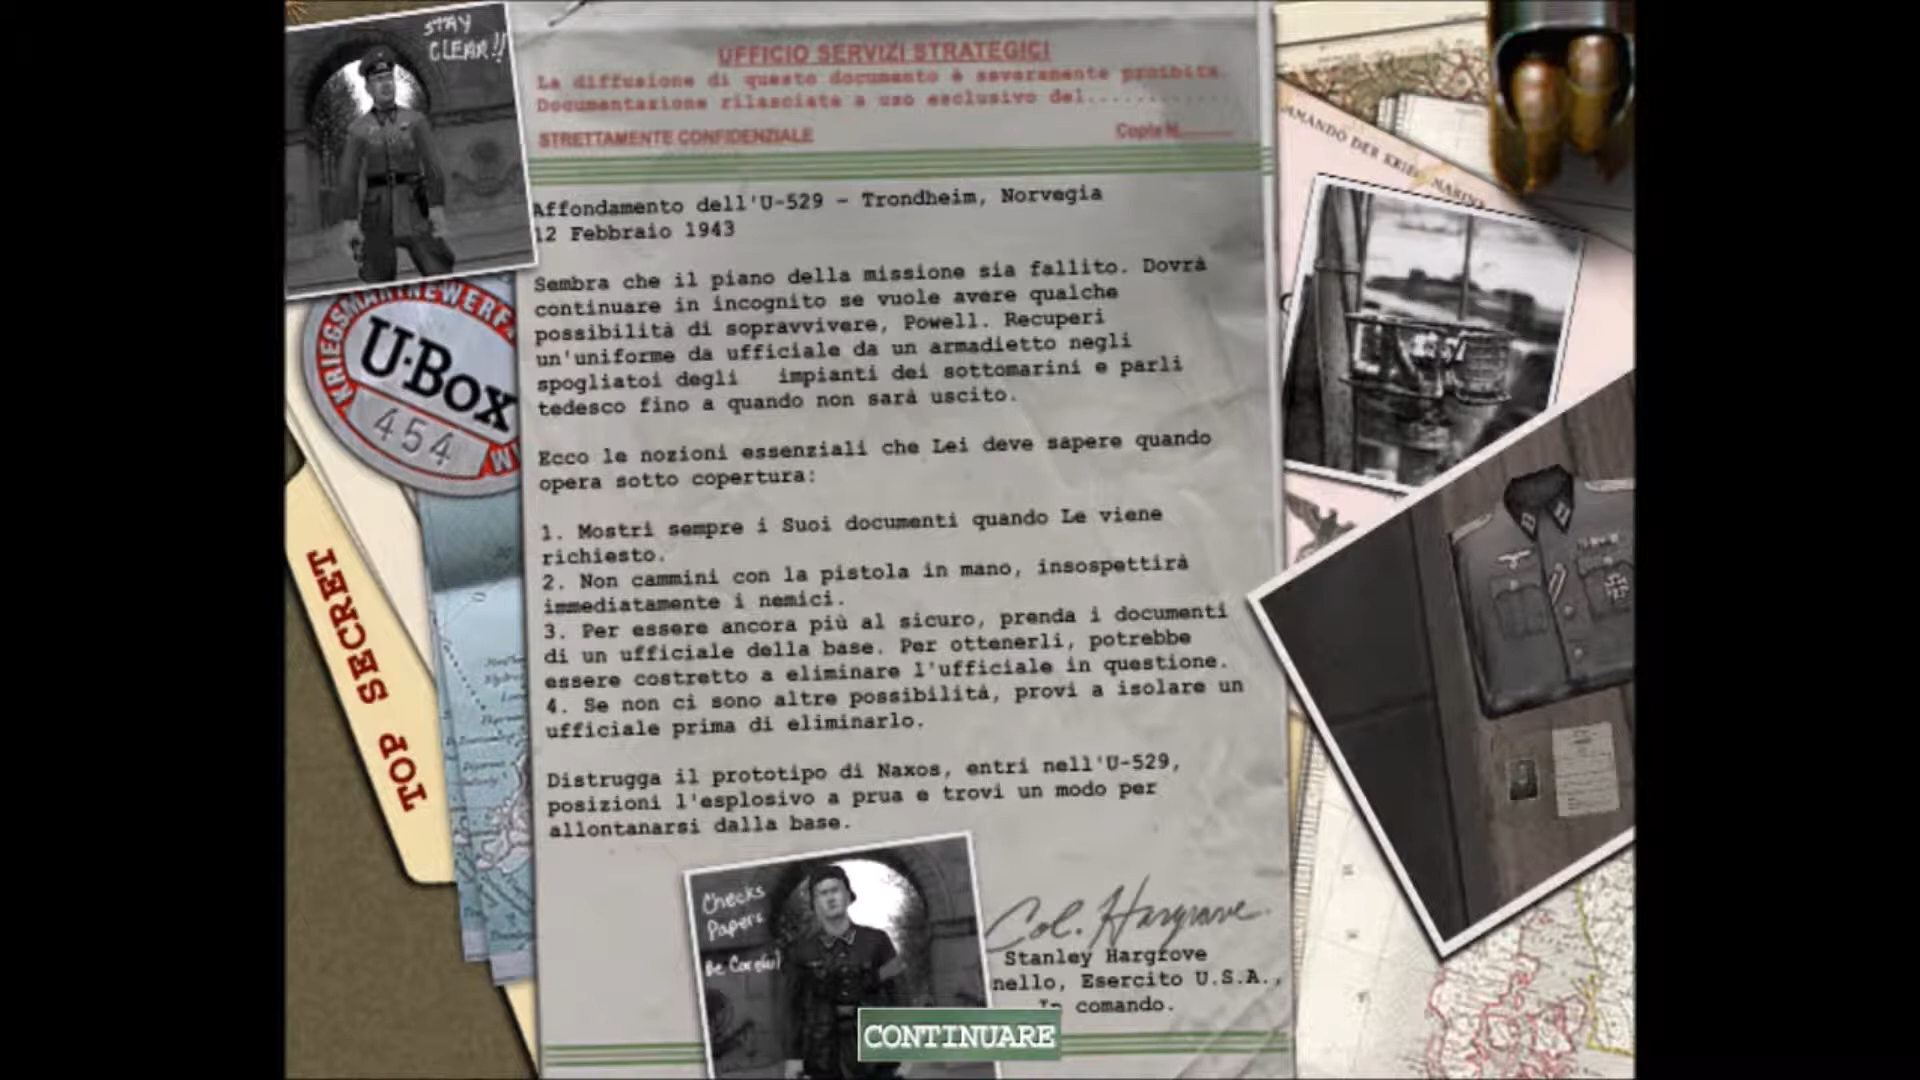 STAY
CLEAR!!
UFFICIO SERVIZI STRATEGICI
La diffusione di questo documento è severamente proibita.
Documentazione rilasciata a uso esclusivo del...........
STRETTAMENTE CONFIDENZIALE
Copia N.
Affondamento dell'U-529 - Trondheim, Norvegia
12 Febbraio 1943
Sembra che il piano della missione sia fallito. Dovrà
continuare in incognito se vuole avere qualche
possibilità di sopravvivere, Powell. Recuperi
un'uniforme da ufficiale da un armadietto negli
spogliatoi degli   impianti dei sottomarini e parli
tedesco fino a quando non sarà uscito.
Ecco le nozioni essenziali che Lei deve sapere quando
opera sotto copertura:
1. Mostri sempre i Suoi documenti quando Le viene
richiesto.
2. Non cammini con la pistola in mano, insospettirà
immediatamente i nemici.
3. Per essere ancora più al sicuro, prenda i documenti
di un ufficiale della base. Per ottenerli, potrebbe
essere costretto a eliminare l'ufficiale in questione.
4. Se non ci sono altre possibilità, provi a isolare un
ufficiale prima di eliminarlo.
Distrugga il prototipo di Naxos, entri nell'U-529,
posizioni l'esplosivo a prua e trovi un modo per
allontanarsi dalla base.
Col. Hargrove
Stanley Hargrove
nello, Esercito U.S.A.,
In comando.
Checks
Papers
Be Careful
CONTINUARE
KRIEGSMARINEWERF
U-Box
454
TOP SECRET
AMANDO DER KRIE MARINE